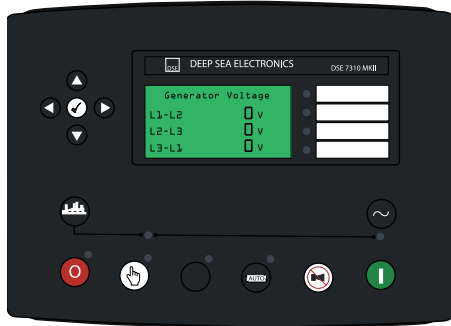 DSE DEEP SEA ELECTRONICS DSE 7310 MKII
Generator Voltage
L1-L2 0 V
L2-L3 0 V
L3-L1 0 V
O AUTO I